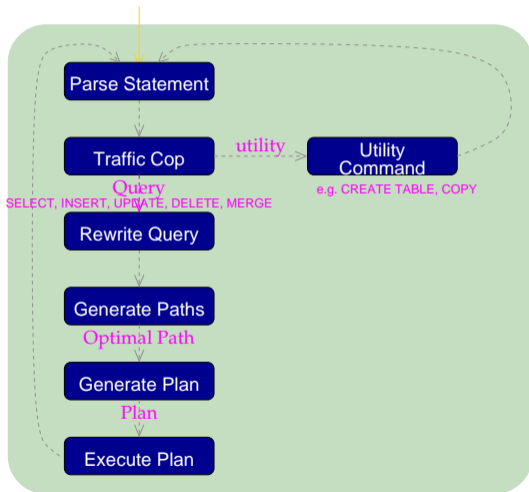 Parse Statement
Traffic Cop
utility
Utility
Command
e.g. CREATE TABLE, COPY
Query
SELECT, INSERT, UPDATE, DELETE, MERGE
Rewrite Query
Generate Paths
Optimal Path
Generate Plan
Plan
Execute Plan